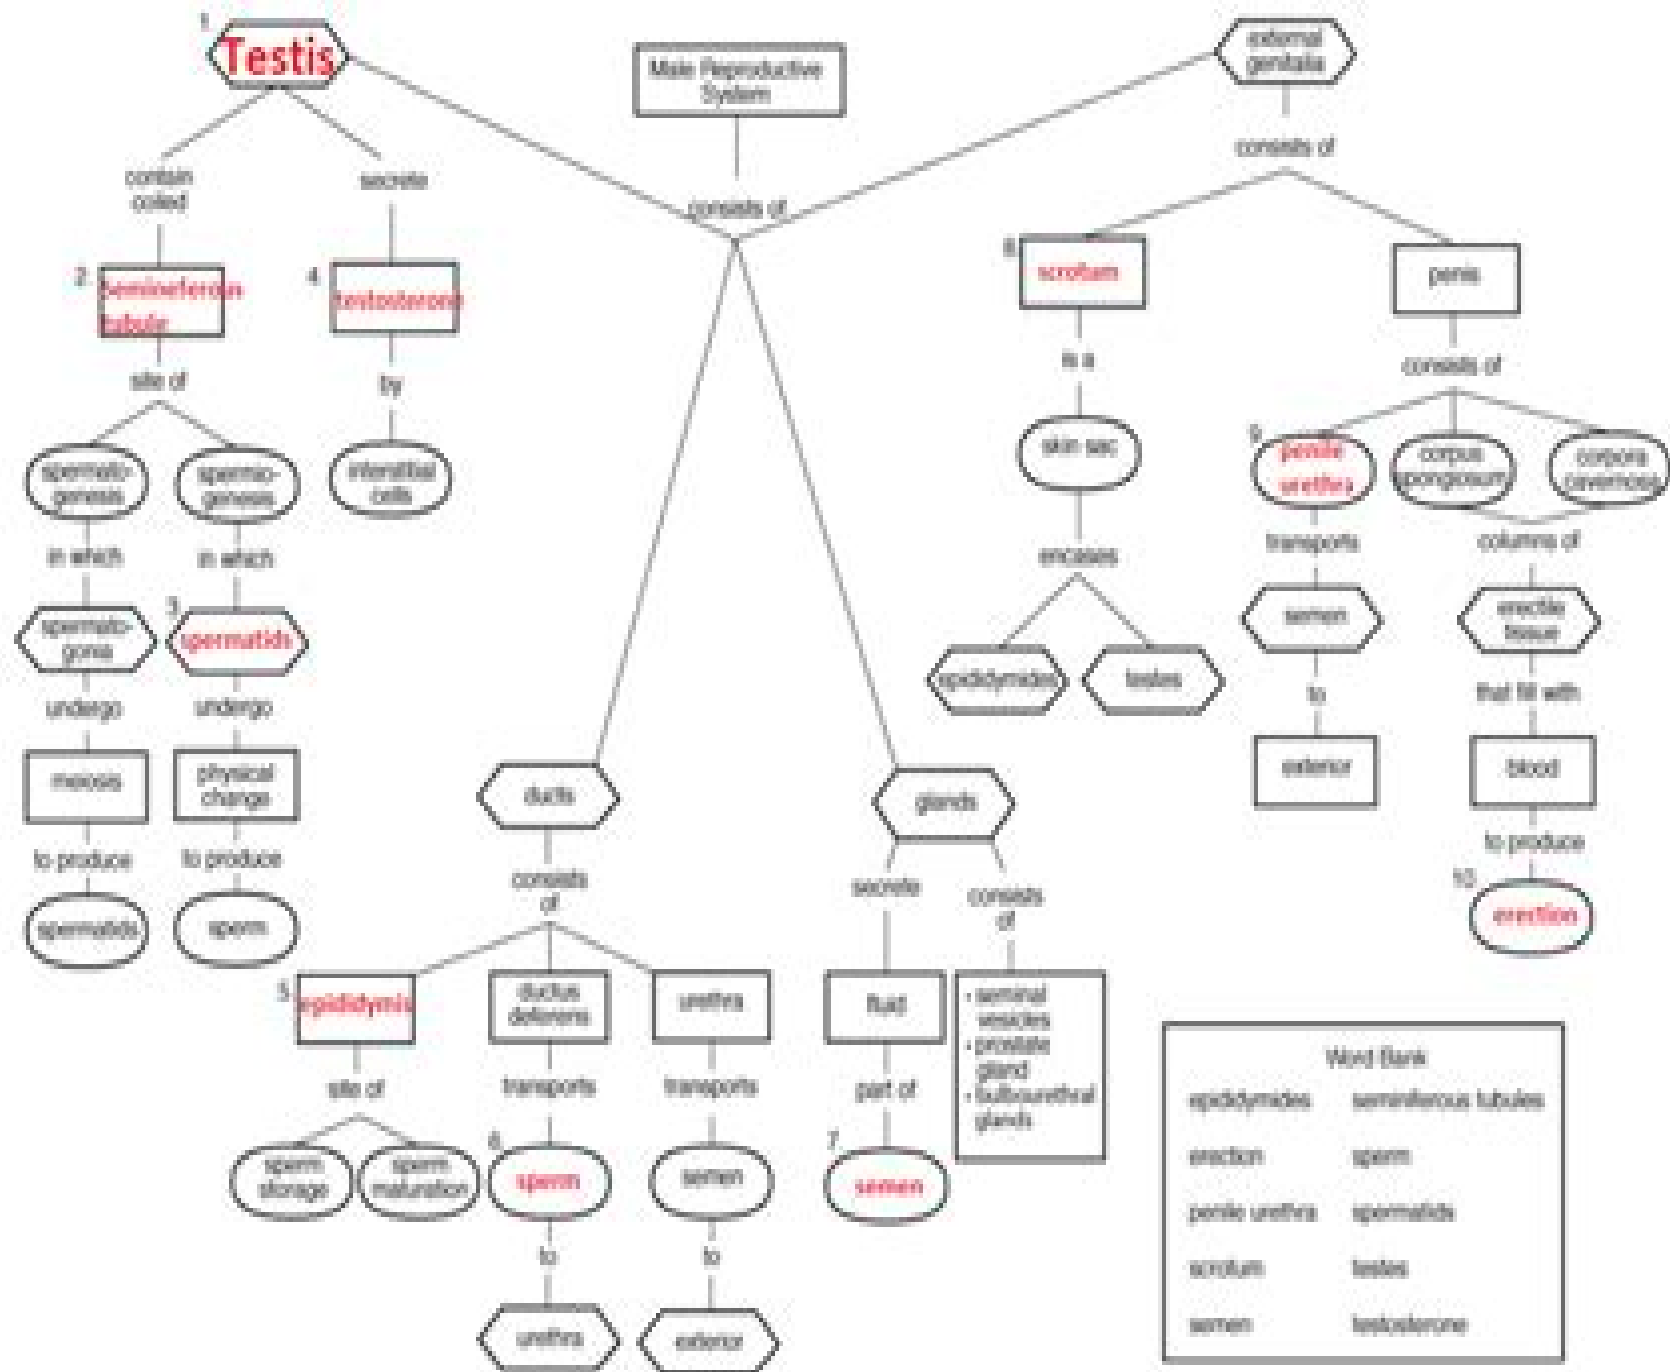 1
Testis
Male Reproductive
System
external
genitalia
contain
coiled
secrete
consists of
consists of
2
Semineferous
tubule
4
testosterone
8
scrotum
penis
site of
by
is a
consists of
spermato-
genesis
spermio-
genesis
interstitial
cells
skin sac
9
penile
urethra
corpus
spongiosum
corpora
cavernosa
in which
in which
encases
transports
columns of
spermato-
gonia
3
spermatids
semen
erectile
tissue
epididymides
testes
undergo
undergo
to
that fill with
meiosis
physical
change
ducts
glands
exterior
blood
to produce
to produce
consists
of
secrete
consists
of
to produce
spermatids
sperm
10
erection
5
epididymis
ductus
deferens
urethra
fluid
• seminal
vesicles
• prostate
gland
• bulbourethral
glands
site of
transports
transports
part of
sperm
storage
sperm
maturation
6
sperm
semen
7
semen
to
to
urethra
exterior
Word Bank
epididymides seminiferous tubules
erection sperm
penile urethra spermatids
scrotum testes
semen testosterone